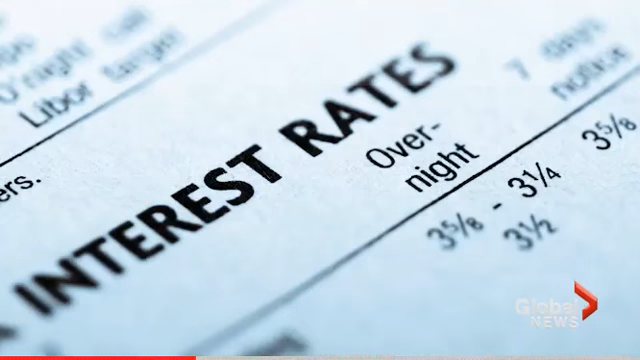 O'night call
Libor target
ers.
INTEREST RATES
Over-
night
7 days
notice
3⅝ - 3¼
3⅝
3½
Global
NEWS